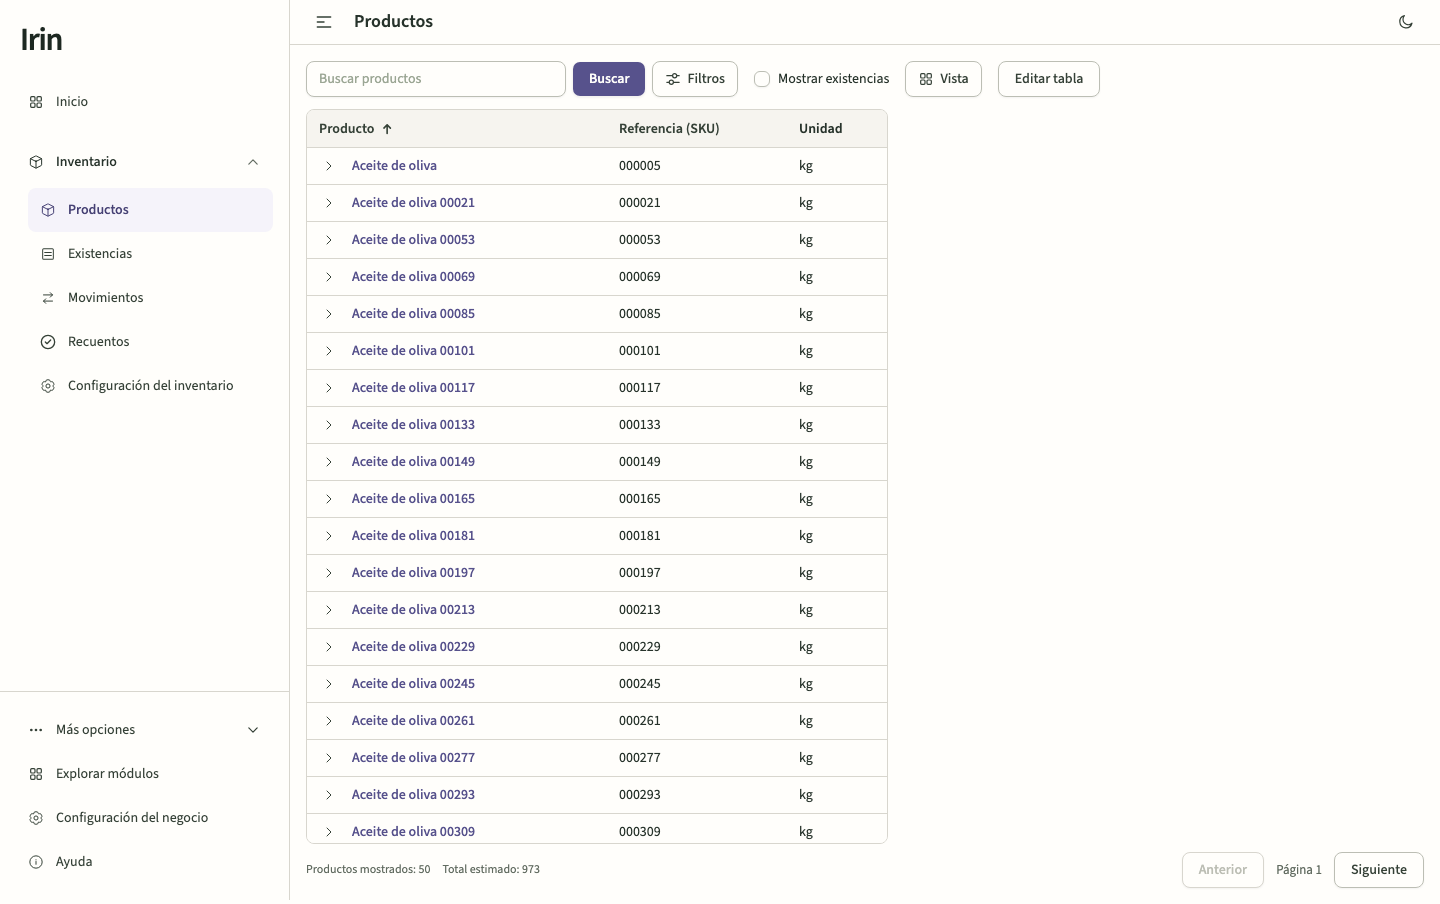 Irin
Inicio
Inventario
Productos
Existencias
Movimientos
Recuentos
Configuración del inventario
Más opciones
Explorar módulos
Configuración del negocio
Ayuda
Productos
Buscar productos Buscar Filtros Mostrar existencias Vista Editar tabla
Producto Referencia (SKU) Unidad
Aceite de oliva 000005 kg
Aceite de oliva 00021 000021 kg
Aceite de oliva 00053 000053 kg
Aceite de oliva 00069 000069 kg
Aceite de oliva 00085 000085 kg
Aceite de oliva 00101 000101 kg
Aceite de oliva 00117 000117 kg
Aceite de oliva 00133 000133 kg
Aceite de oliva 00149 000149 kg
Aceite de oliva 00165 000165 kg
Aceite de oliva 00181 000181 kg
Aceite de oliva 00197 000197 kg
Aceite de oliva 00213 000213 kg
Aceite de oliva 00229 000229 kg
Aceite de oliva 00245 000245 kg
Aceite de oliva 00261 000261 kg
Aceite de oliva 00277 000277 kg
Aceite de oliva 00293 000293 kg
Aceite de oliva 00309 000309 kg
Productos mostrados: 50 Total estimado: 973 Anterior Página 1 Siguiente